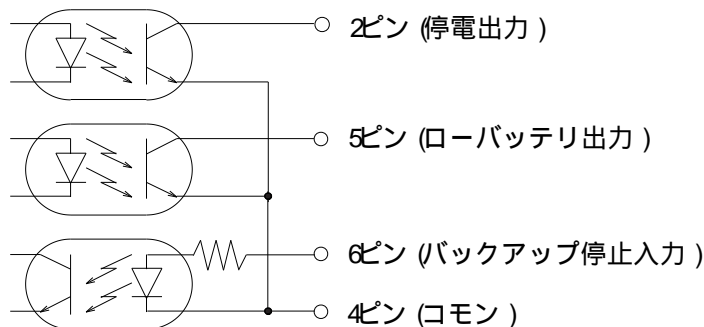 2ピン (停電出力)
5ピン (ローバッテリ出力)
6ピン (バックアップ停止入力)
4ピン (コモン)